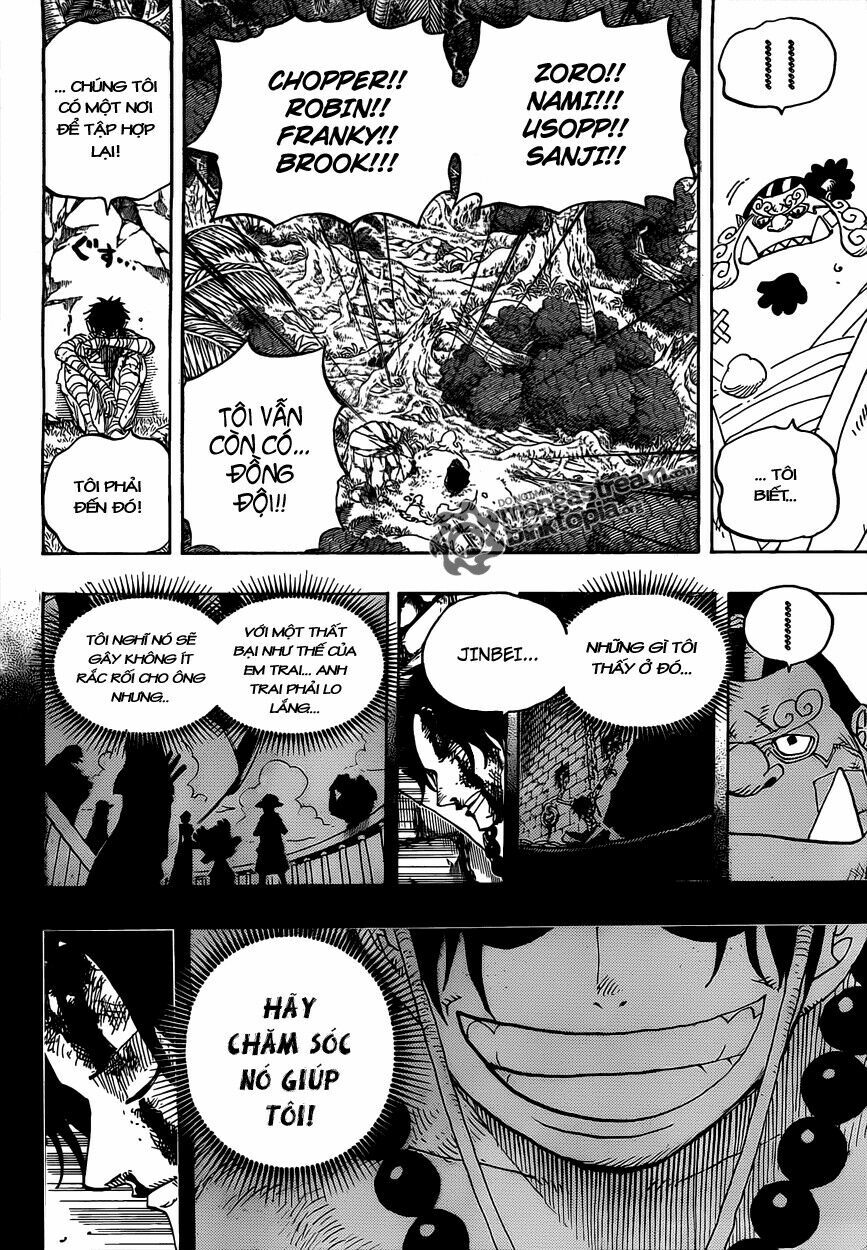 ZORO!!
NAMI!!!
USOPP!!
SANJI!!
CHOPPER!!
ROBIN!!
FRANKY!!
BROOK!!!
... TÔI
BIẾT...
TÔI VẪN
CÒN CÓ...
ĐỒNG
ĐỘI!!
... CHÚNG TÔI
CÓ MỘT NƠI
ĐỂ TẬP HỢP
LẠI!
ぐすっ...
TÔI PHẢI
ĐẾN ĐÓ!
Mangastream.com
NHỮNG GÌ TÔI
THẤY Ở ĐÓ...
JINBEI...
VỚI MỘT THẤT
BẠI NHƯ THẾ CỦA
EM TRAI... ANH
TRAI PHẢI LO
LẮNG...
TÔI NGHĨ NÓ SẼ
GÂY KHÔNG ÍT
RẮC RỐI CHO ÔNG
NHƯNG...
HÃY
CHĂM SÓC
NÓ GIÚP
TÔI!